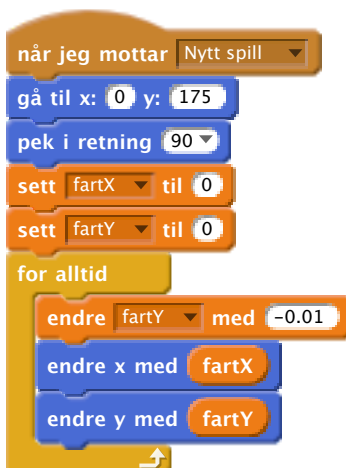 når jeg mottar Nytt spill
gå til x: 0 y: 175
pek i retning 90
sett fartX til 0
sett fartY til 0
for alltid
endre fartY med -0.01
endre x med fartX
endre y med fartY